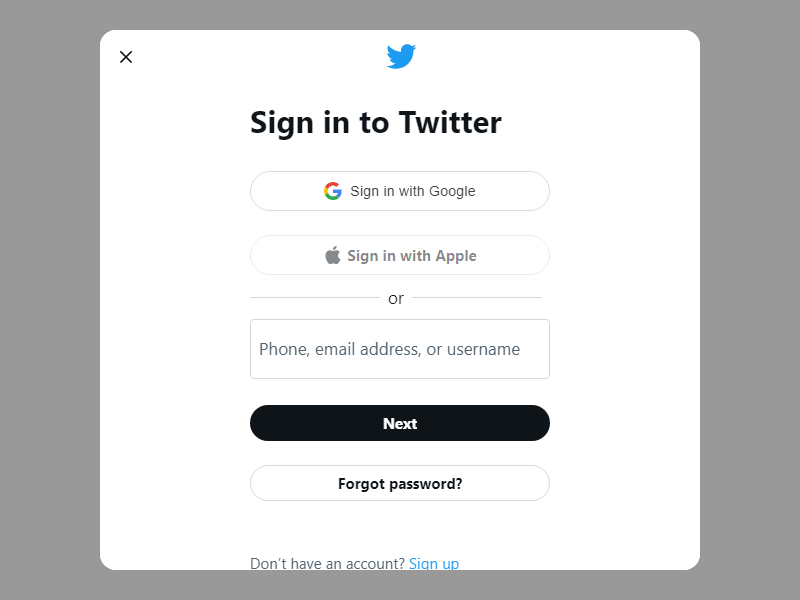 Sign in to Twitter
Sign in with Google
Sign in with Apple
or
Phone, email address, or username
Next
Forgot password?
Don't have an account? Sign up